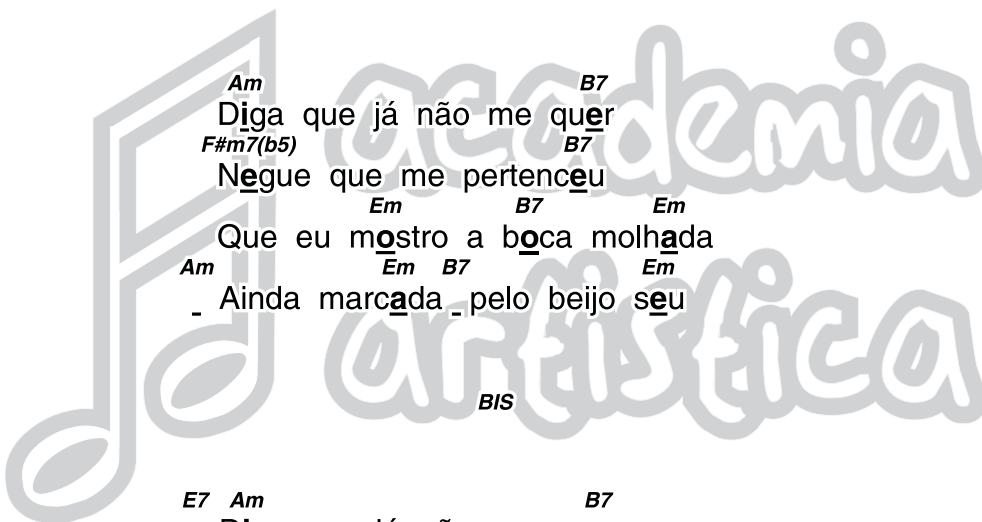 academia
artistica
Am B7
Diga que já não me quer
F#m7(b5) B7
Negue que me pertenceu
Em B7 Em
Que eu mostro a boca molhada
Am Em B7 Em
_ Ainda marcada _ pelo beijo seu
BIS
E7 Am B7